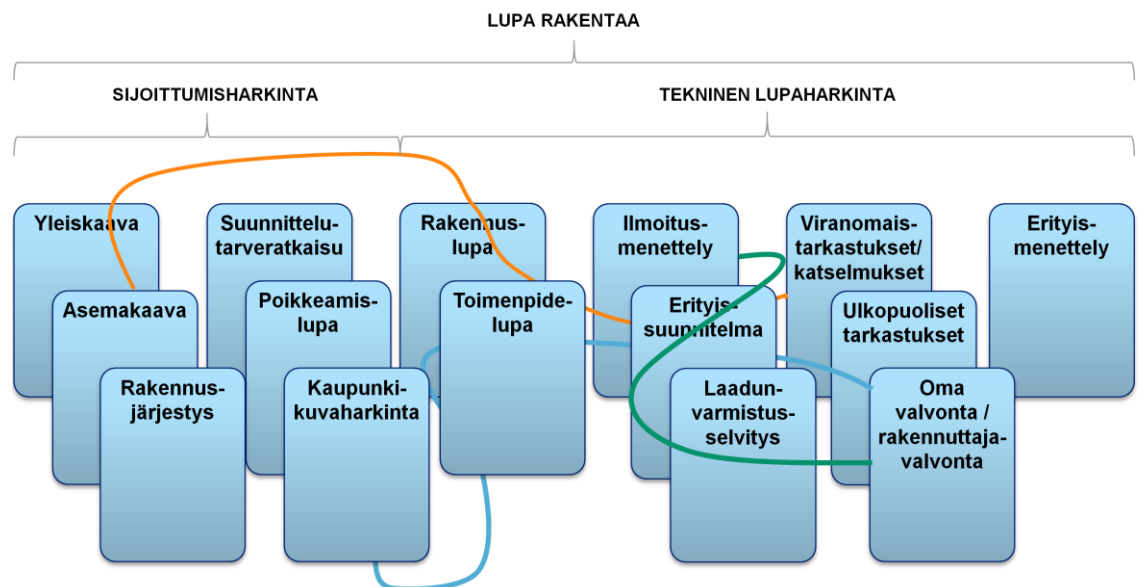 LUPA RAKENTAA
SIJOITTUMISHARKINTA
TEKNINEN LUPAHARKINTA
Yleiskaava
Asemakaava
Rakennus-
järjestys
Suunnittelu-
tarveratkaisu
Poikkeamis-
lupa
Kaupunki-
kuvaharkinta
Rakennus-
lupa
Toimenpide-
lupa
Ilmoitus-
menettely
Erityis-
suunnitelma
Laadun-
varmistus-
selvitys
Viranomais-
tarkastukset/
katselmukset
Ulkopuoliset
tarkastukset
Oma
valvonta /
rakennuttaja-
valvonta
Erityis-
menettely